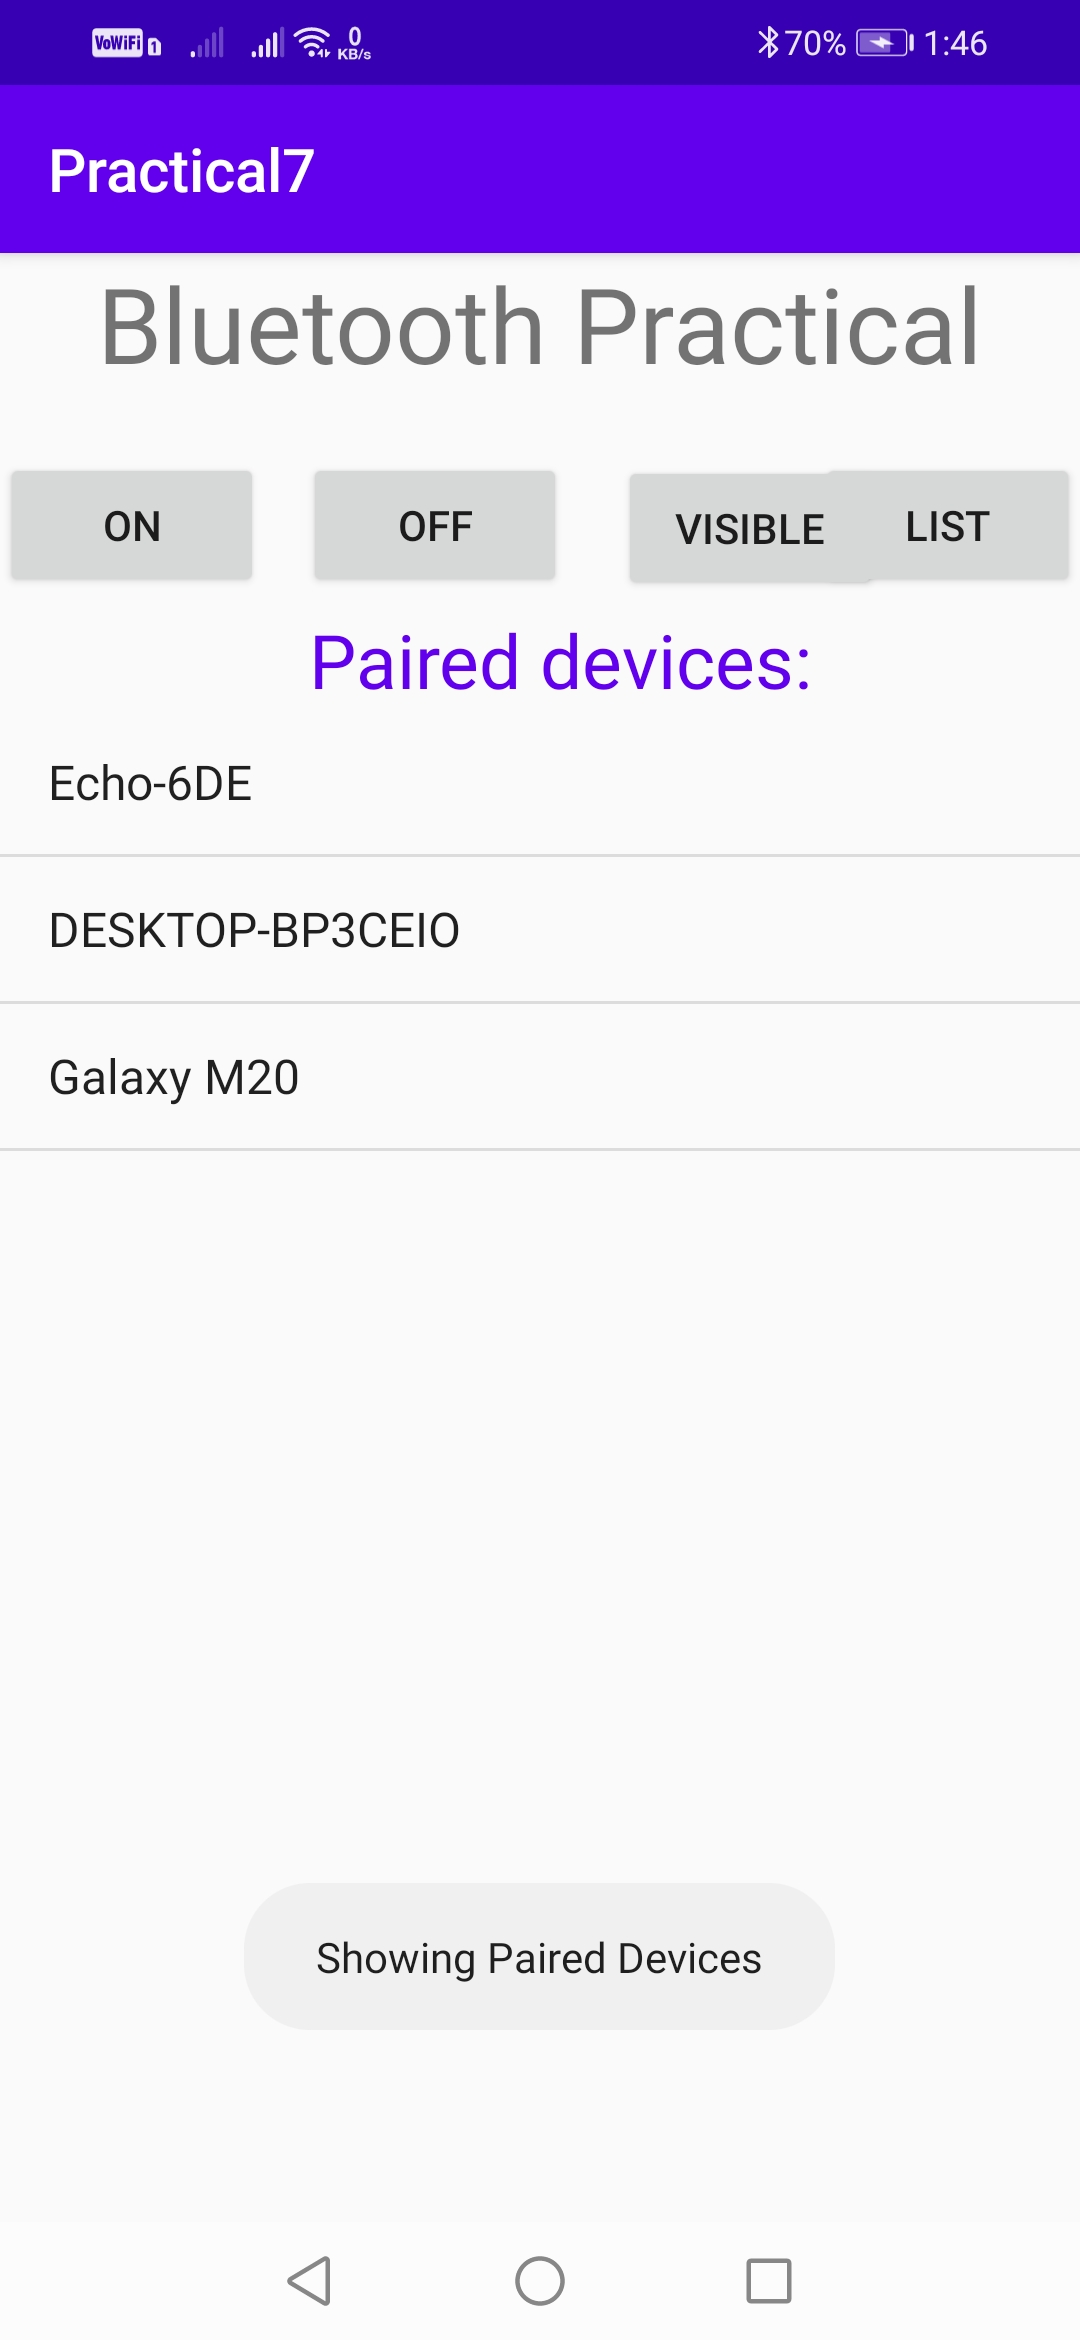 VoWiFi 1 0 KB/s 70% 1:46
Practical7
Bluetooth Practical
ON OFF VISIBLE LIST
Paired devices:
Echo-6DE
DESKTOP-BP3CEIO
Galaxy M20
Showing Paired Devices